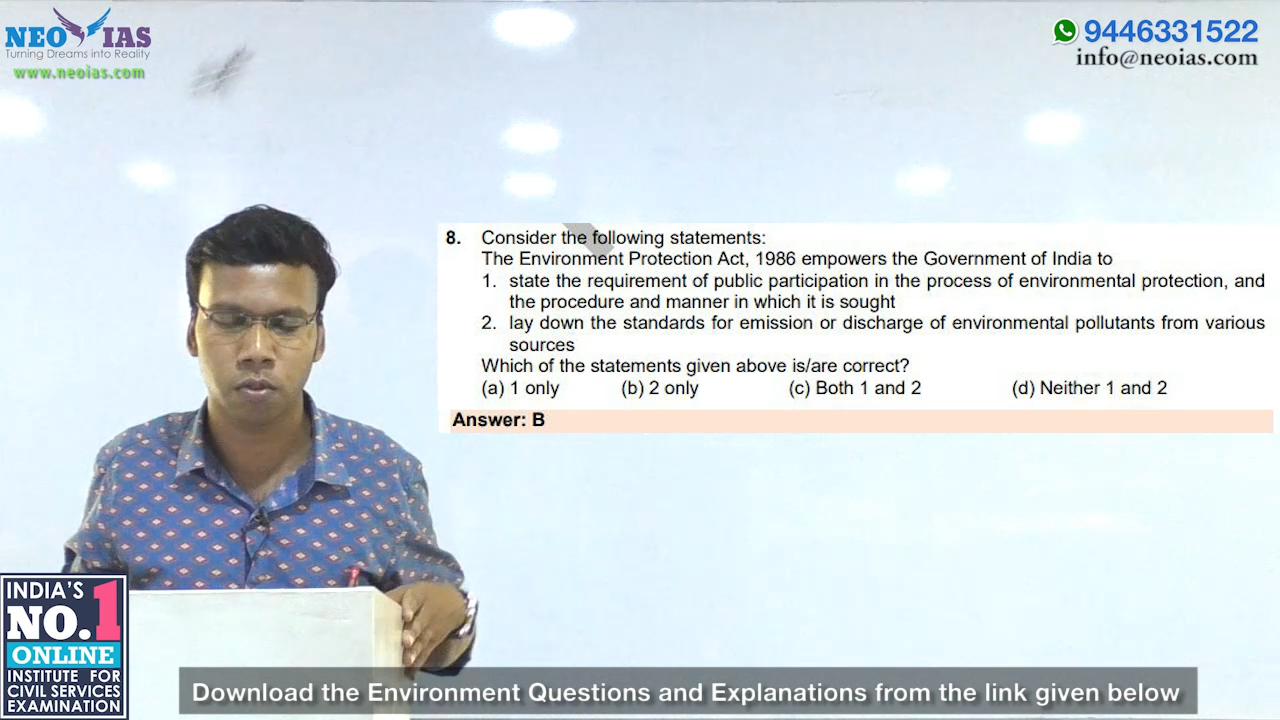 NEO IAS
Turning Dreams into Reality
www.neoias.com
9446331522
info@neoias.com
8. Consider the following statements:
The Environment Protection Act, 1986 empowers the Government of India to
1. state the requirement of public participation in the process of environmental protection, and
the procedure and manner in which it is sought
2. lay down the standards for emission or discharge of environmental pollutants from various
sources
Which of the statements given above is/are correct?
(a) 1 only (b) 2 only (c) Both 1 and 2 (d) Neither 1 and 2
Answer: B
INDIA'S
NO.1
ONLINE
INSTITUTE FOR
CIVIL SERVICES
EXAMINATION
Download the Environment Questions and Explanations from the link given below